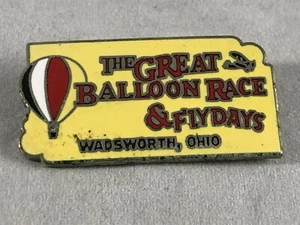 THE GREAT
BALLOON RACE
& FLYDAYS
WADSWORTH, OHIO